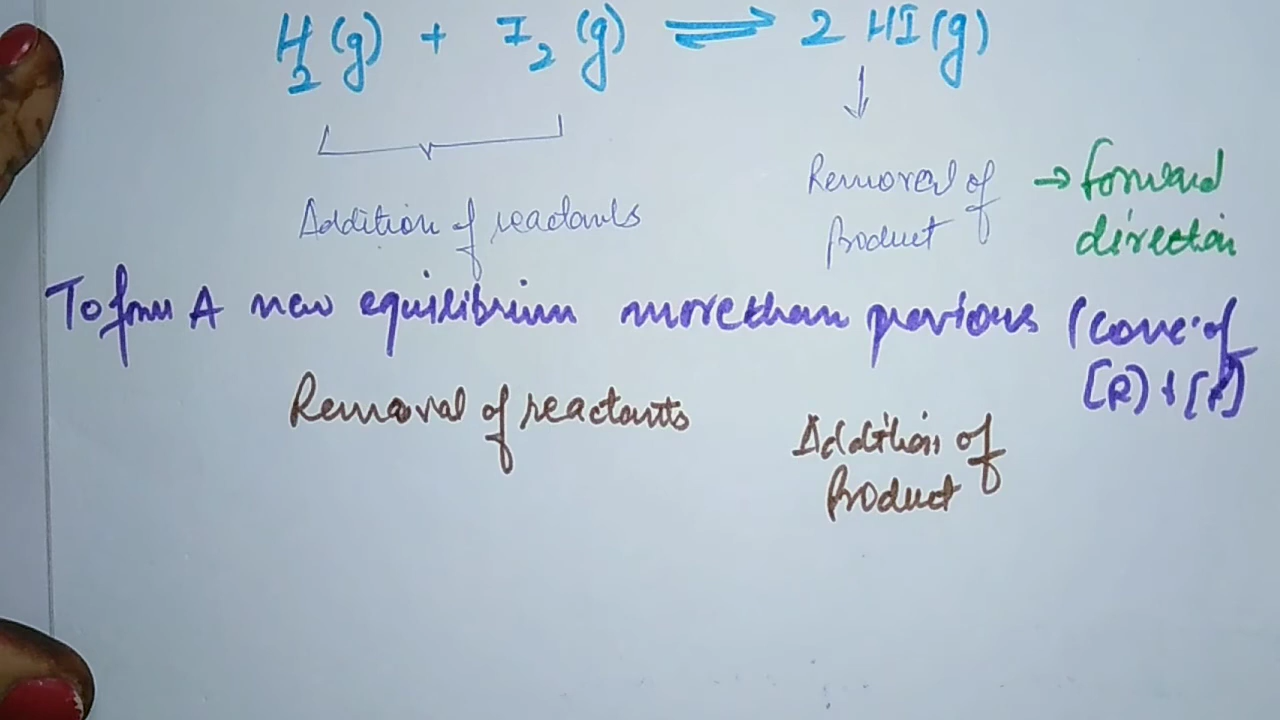 H₂(g) + I₂(g) ⇌ 2 HI(g)
↓
Addition of reactants
Removal of
Product
→ forward
direction
To form A new equilibrium more than previous (conc. of
[R] & [P]
Removal of reactants
Addition of
Product